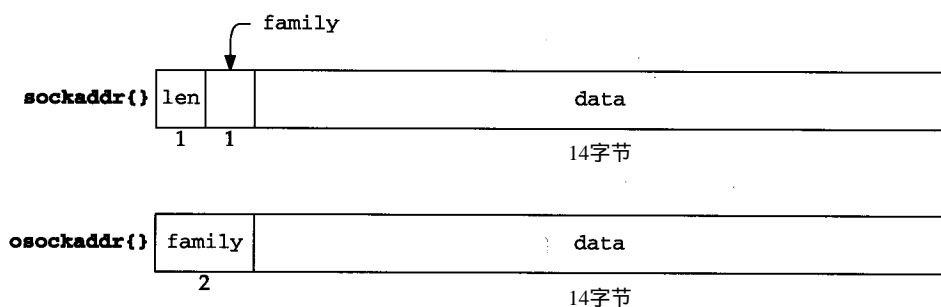 family
sockaddr{} len data
1 1 14字节
osockaddr{} family data
2 14字节